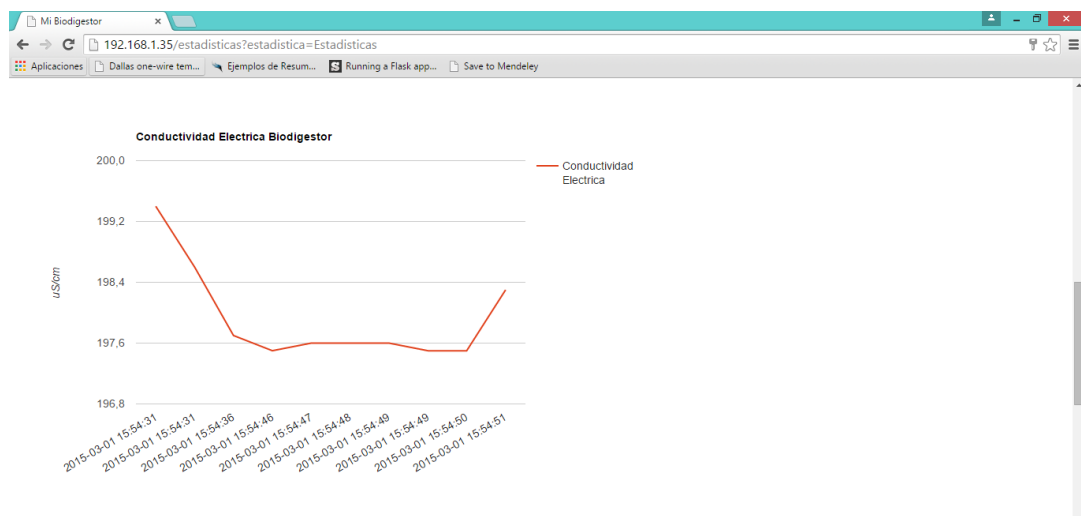 Mi Biodigestor
192.168.1.35/estadisticas?estadistica=Estadisticas
Aplicaciones
Dallas one-wire tem...
Ejemplos de Resum...
Running a Flask app...
Save to Mendeley
Conductividad Electrica Biodigestor
200,0
199,2
198,4
197,6
196,8
uS/cm
Conductividad
Electrica
2015-03-01 15:54:31
2015-03-01 15:54:31
2015-03-01 15:54:36
2015-03-01 15:54:46
2015-03-01 15:54:47
2015-03-01 15:54:48
2015-03-01 15:54:49
2015-03-01 15:54:49
2015-03-01 15:54:50
2015-03-01 15:54:51